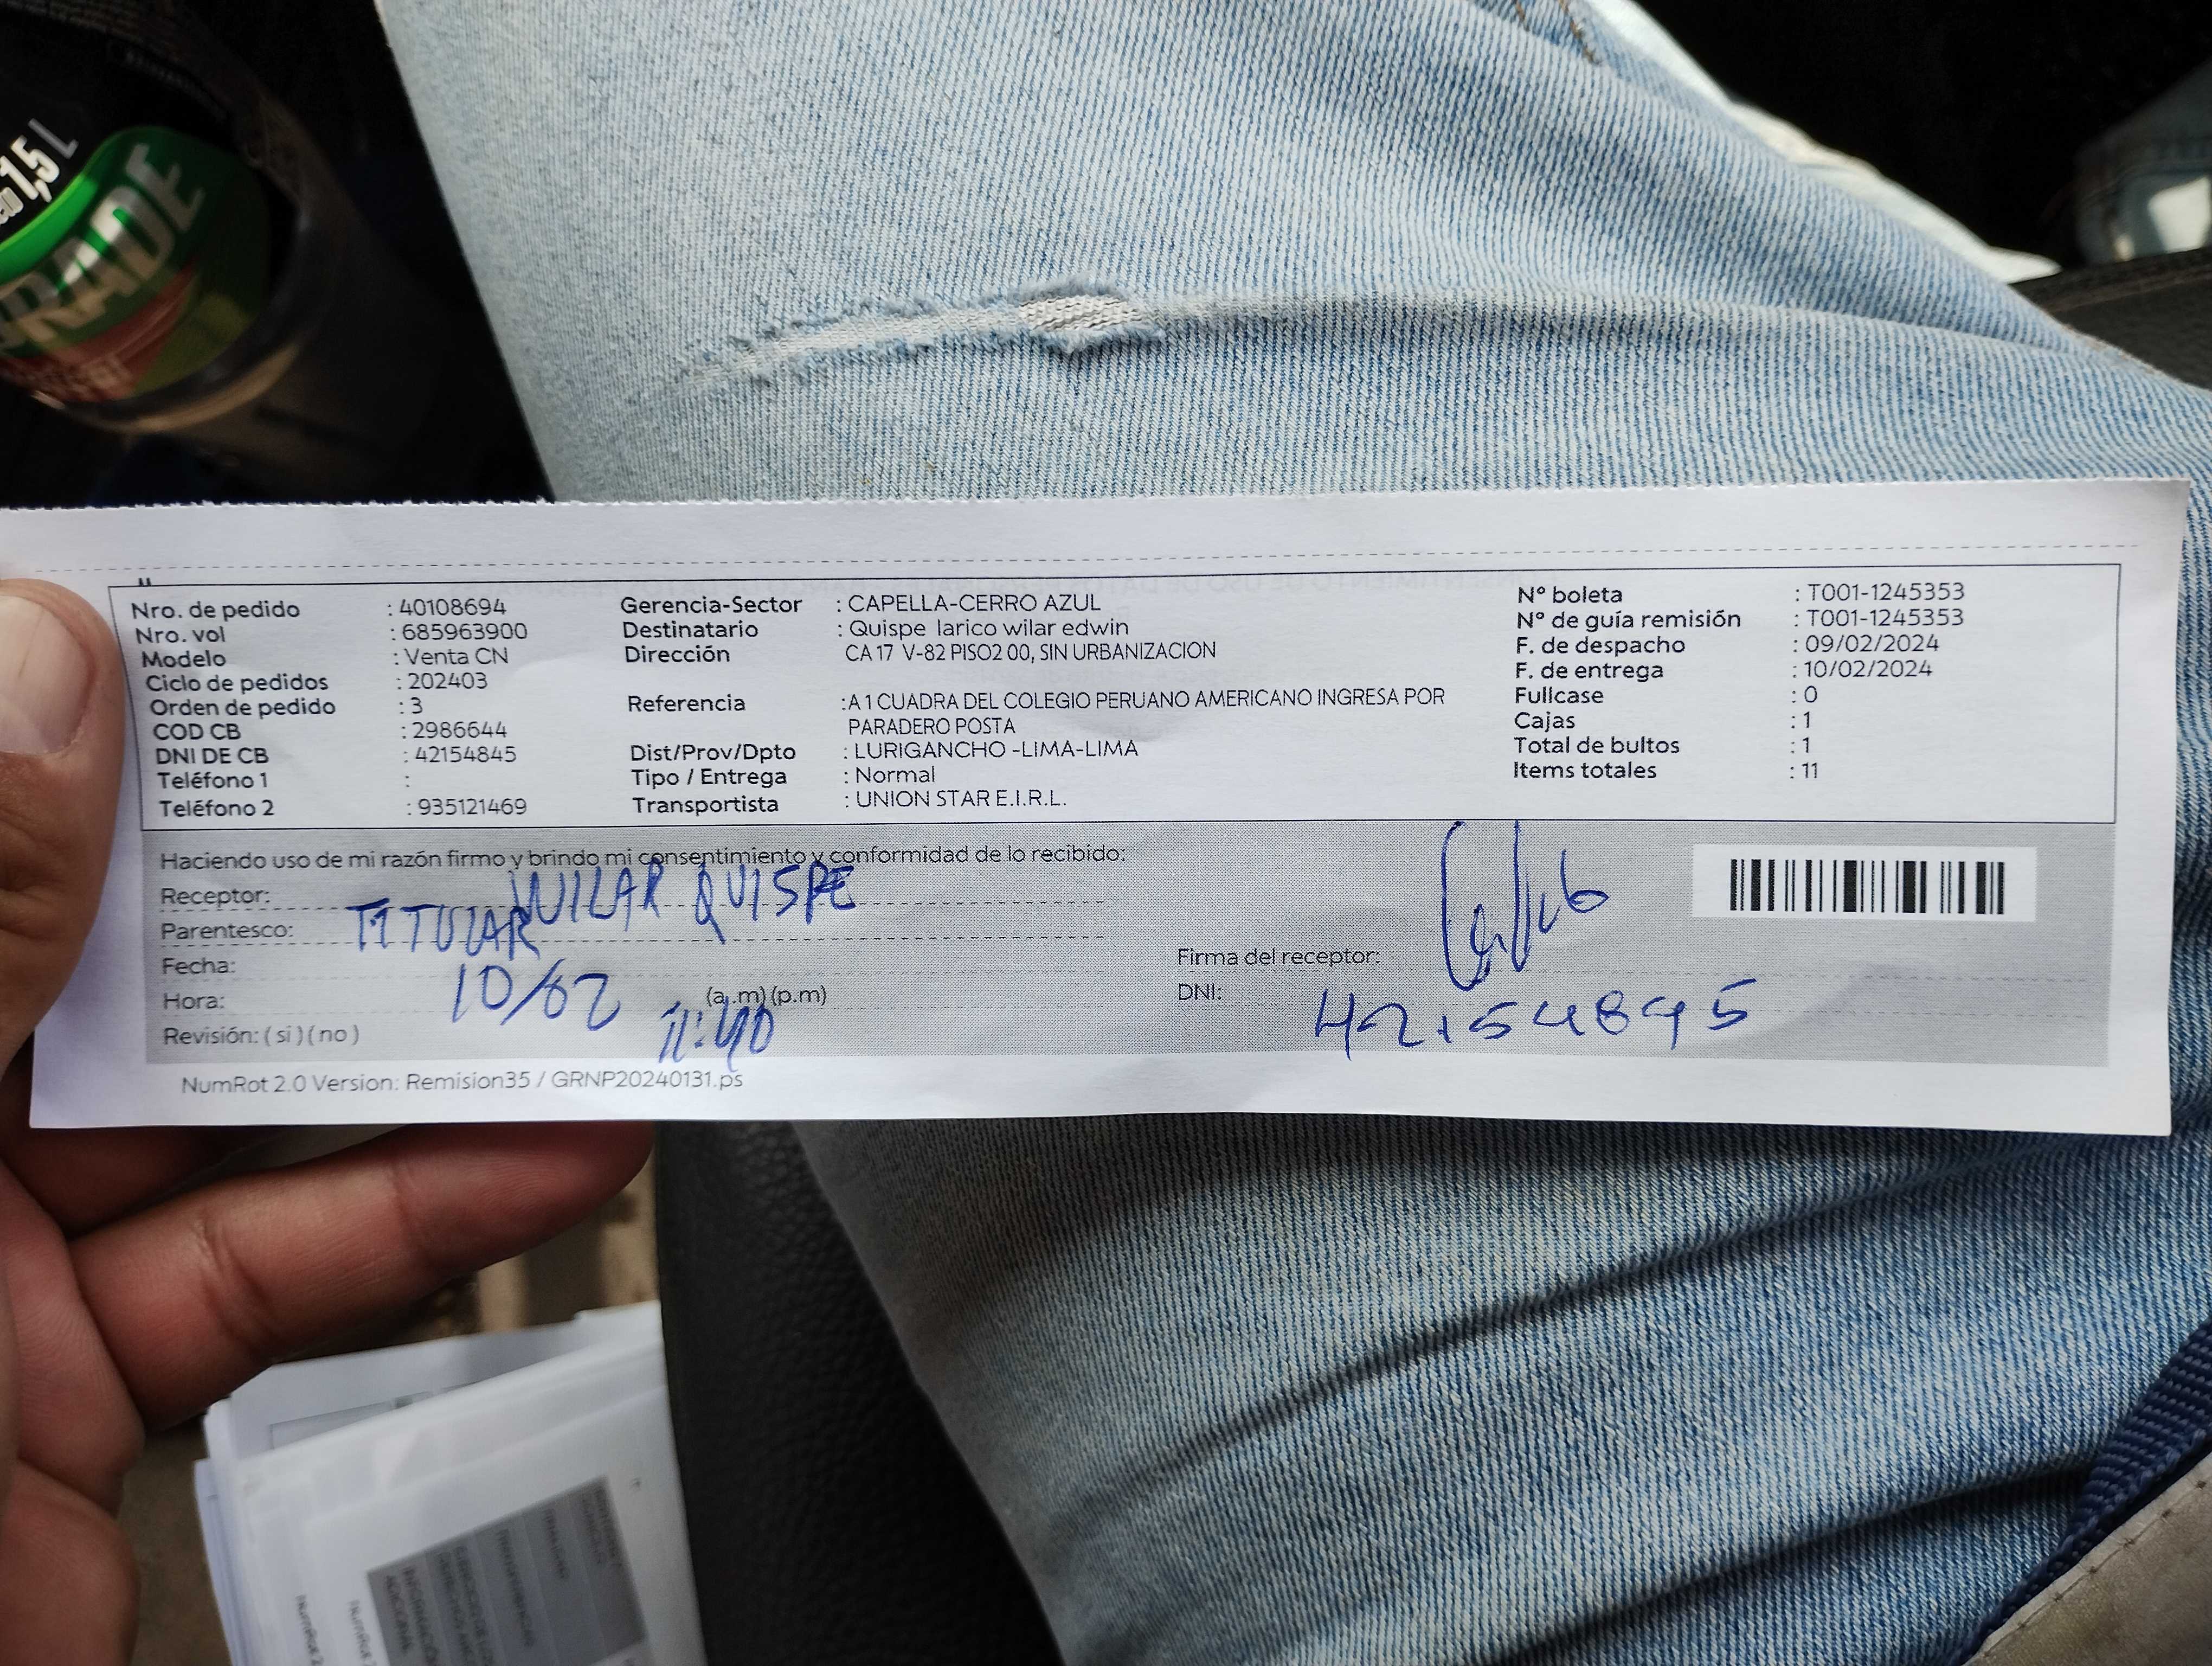 1,5 L
RADE
Nro. de pedido : 40108694
Nro. vol : 685963900
Modelo : Venta CN
Ciclo de pedidos : 202403
Orden de pedido : 3
COD CB : 2986644
DNI DE CB : 42154845
Teléfono 1 :
Teléfono 2 : 935121469
Gerencia-Sector : CAPELLA-CERRO AZUL
Destinatario : Quispe larico wilar edwin
Dirección CA 17 V-82 PISO2 00, SIN URBANIZACION
Referencia :A 1 CUADRA DEL COLEGIO PERUANO AMERICANO INGRESA POR
PARADERO POSTA
Dist/Prov/Dpto : LURIGANCHO -LIMA-LIMA
Tipo / Entrega : Normal
Transportista : UNION STAR E.I.R.L.
N° boleta : T001-1245353
N° de guía remisión : T001-1245353
F. de despacho : 09/02/2024
F. de entrega : 10/02/2024
Fullcase : 0
Cajas : 1
Total de bultos : 1
Items totales : 11
Haciendo uso de mi razón firmo y brindo mi consentimiento y conformidad de lo recibido:
Receptor: WILAR QUISPE
Parentesco: TITULAR
Fecha: 10/02
Hora: (a.m)(p.m) 11:40
Revisión: ( si ) ( no )
Firma del receptor:
DNI: 42154845
NumRot 2.0 Version: Remision35 / GRNP20240131.ps